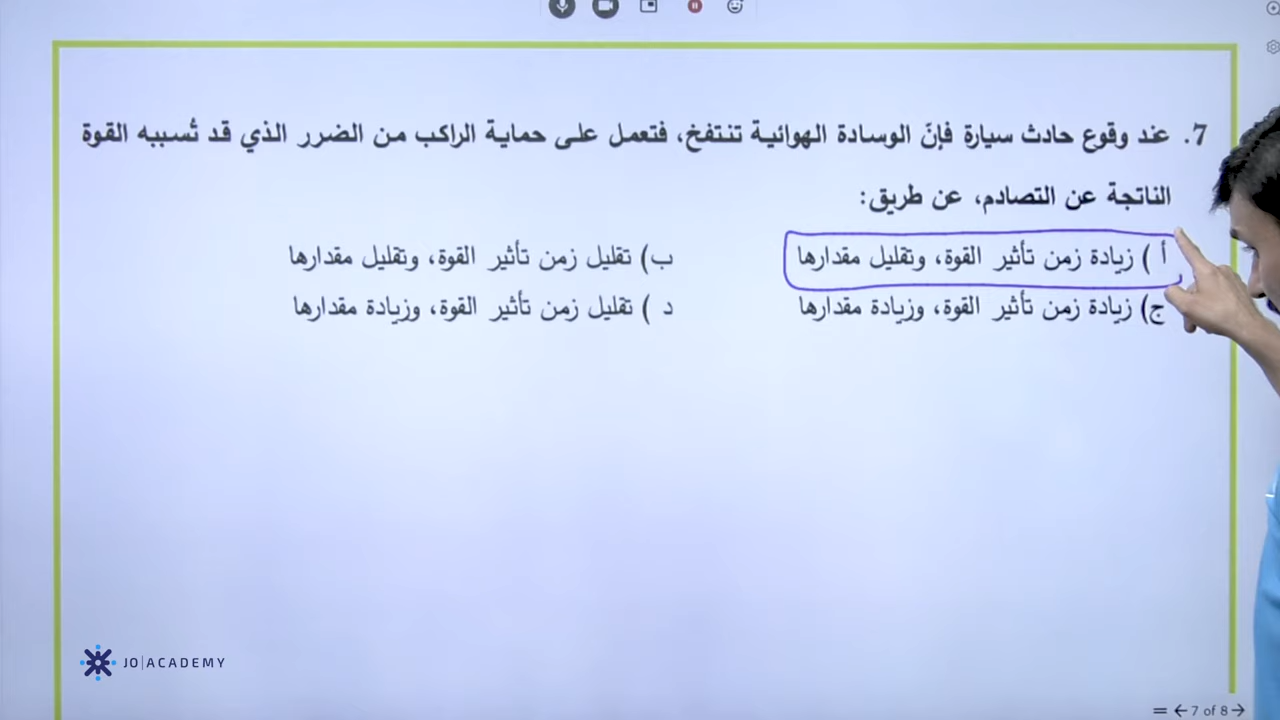 7. عند وقوع حادث سيارة فإنّ الوسادة الهوائية تنتفخ، فتعمل على حماية الراكب من الضرر الذي قد تُسببه القوة
الناتجة عن التصادم، عن طريق:
أ ) زيادة زمن تأثير القوة، وتقليل مقدارها
ب) تقليل زمن تأثير القوة، وتقليل مقدارها
ج) زيادة زمن تأثير القوة، وزيادة مقدارها
د ) تقليل زمن تأثير القوة، وزيادة مقدارها
JO|ACADEMY
7 of 8